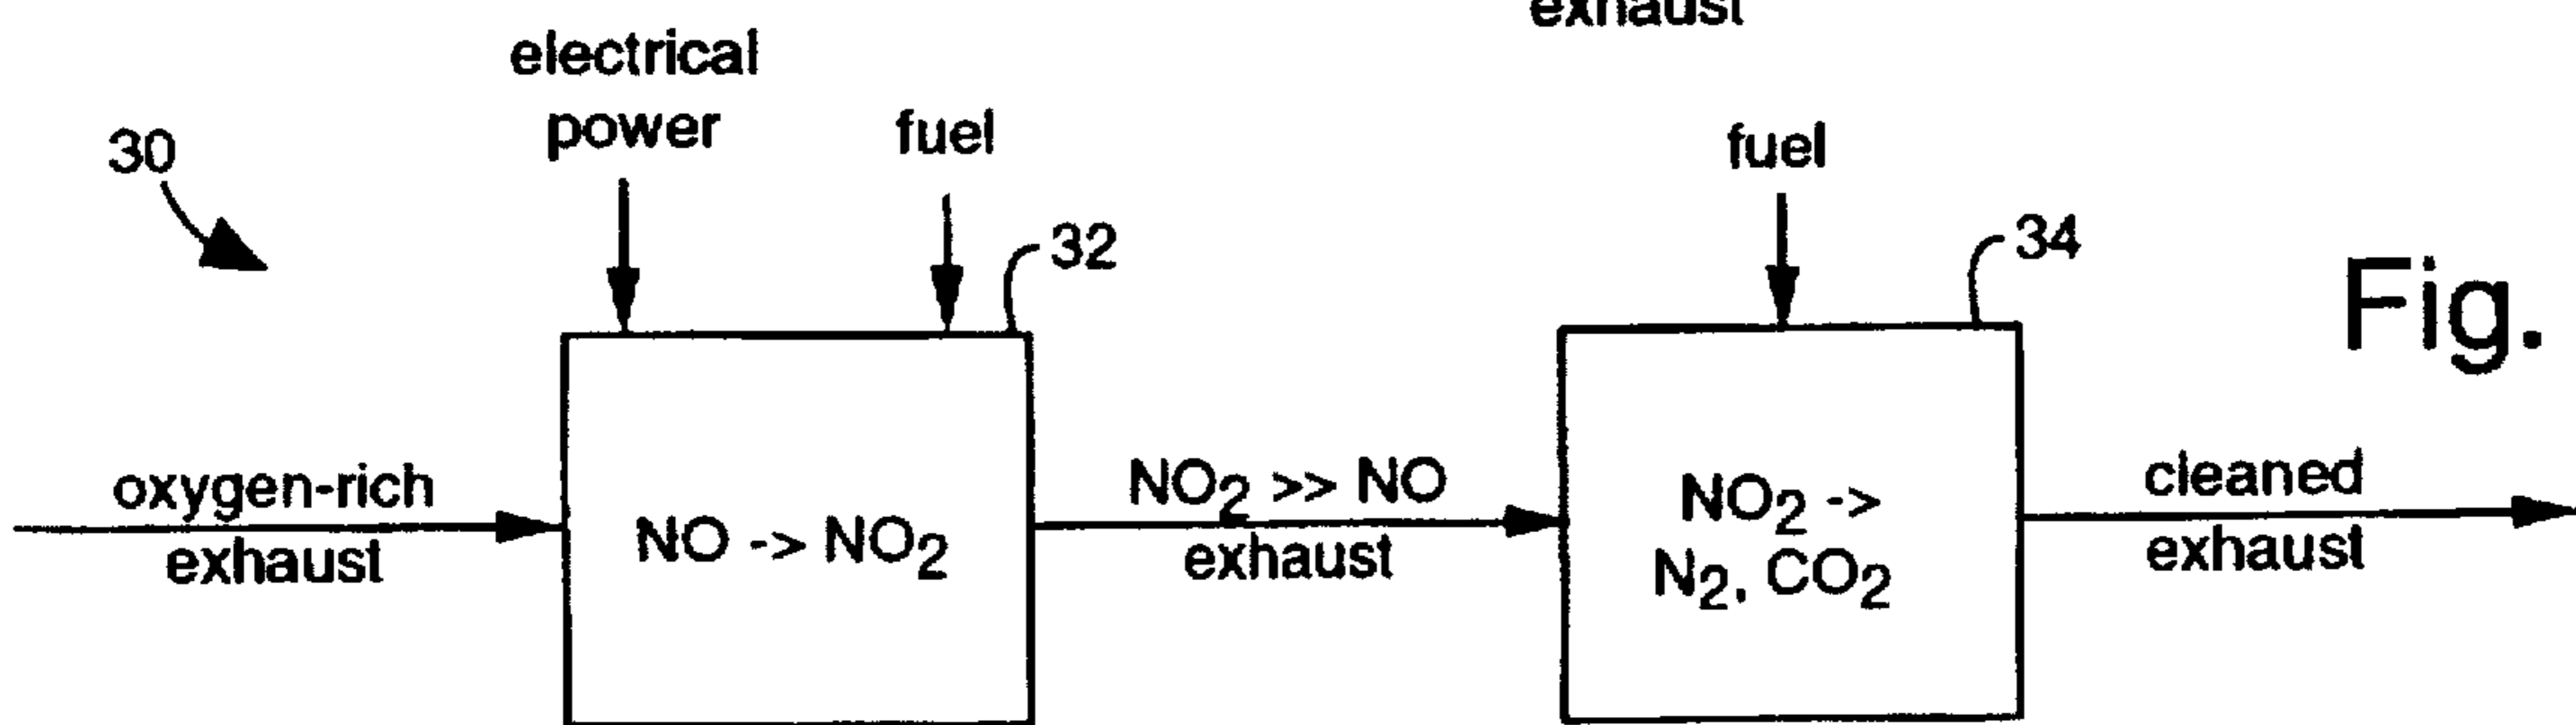 exhaust
electrical
power
fuel
fuel
30
32
34
Fig.
oxygen-rich
exhaust
NO -> NO2
NO2 >> NO
exhaust
NO2 ->
N2, CO2
cleaned
exhaust